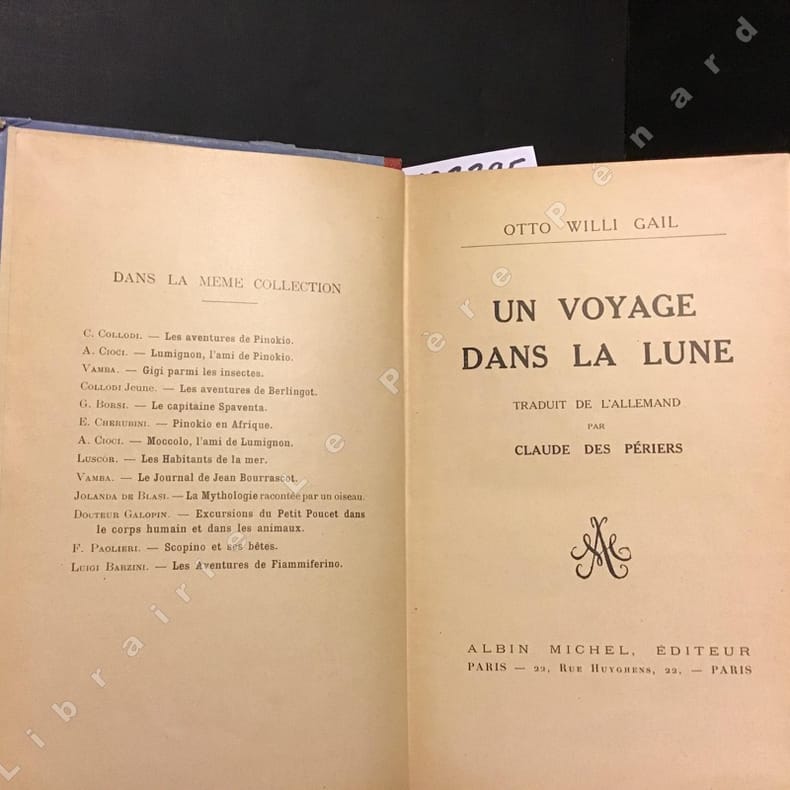 DANS LA MEME COLLECTION
C. COLLODI. — Les aventures de Pinokio.
A. CIOCI. — Lumignon, l'ami de Pinokio.
VAMBA. — Gigi parmi les insectes.
COLLODI Jeune. — Les aventures de Berlingot.
G. BORSI. — Le capitaine Spaventa.
E. CHERUBINI. — Pinokio en Afrique.
A. CIOCI. — Moccolo, l'ami de Lumignon.
LUSCOR. — Les Habitants de la mer.
VAMBA. — Le Journal de Jean Bourrascot.
JOLANDA DE BLASI. — La Mythologie racontée par un oiseau.
DOCTEUR GALOPIN. — Excursions du Petit Poucet dans
le corps humain et dans les animaux.
F. PAOLIERI. — Scopino et ses bêtes.
LUIGI BARZINI. — Les Aventures de Fiammiferino.
OTTO WILLI GAIL
UN VOYAGE
DANS LA LUNE
TRADUIT DE L'ALLEMAND
PAR
CLAUDE DES PÉRIERS
ALBIN MICHEL, ÉDITEUR
PARIS — 22, RUE HUYGHENS, 22, — PARIS
Librairie Le Père Pénard